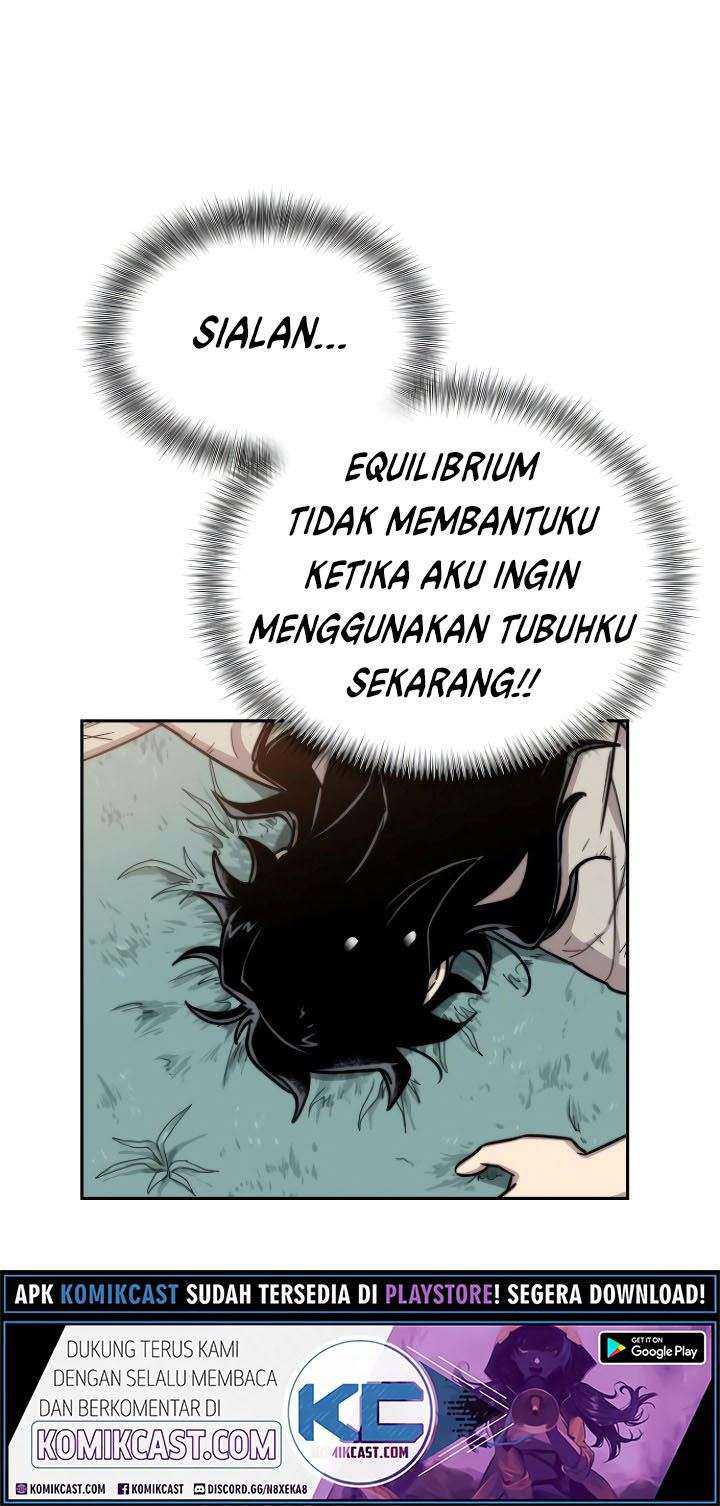 SIALAN...
EQUILIBRIUM
TIDAK MEMBANTUKU
KETIKA AKU INGIN
MENGGUNAKAN TUBUHKU
SEKARANG!!
APK KOMIKCAST SUDAH TERSEDIA DI PLAYSTORE! SEGERA DOWNLOAD!
DUKUNG TERUS KAMI
DENGAN SELALU MEMBACA
DAN BERKOMENTAR DI
KOMIKCAST.COM
KOMIKCAST.COM
KOMIKCAST
DISCORD.GG/N8XEKA8
KC
KOMIKCAST.COM
GET IT ON
Google Play